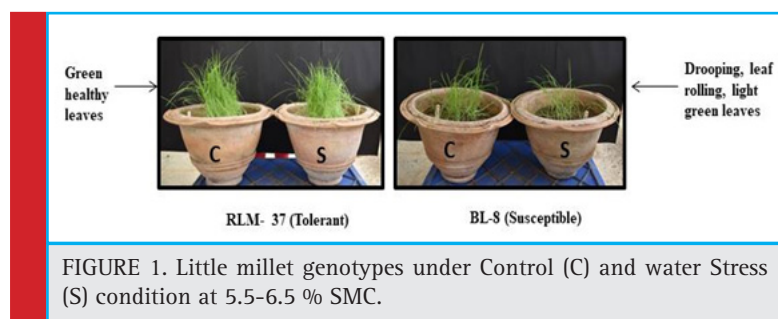 Green
healthy
leaves
C
S
C
S
Drooping, leaf
rolling, light
green leaves
RLM- 37 (Tolerant)
BL-8 (Susceptible)
FIGURE 1. Little millet genotypes under Control (C) and water Stress
(S) condition at 5.5-6.5 % SMC.